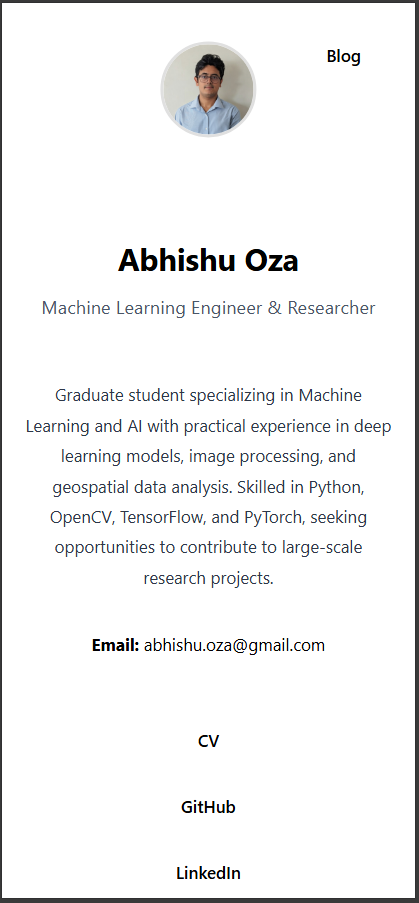 Blog
Abhishu Oza
Machine Learning Engineer & Researcher
Graduate student specializing in Machine
Learning and AI with practical experience in deep
learning models, image processing, and
geospatial data analysis. Skilled in Python,
OpenCV, TensorFlow, and PyTorch, seeking
opportunities to contribute to large-scale
research projects.
Email: abhishu.oza@gmail.com
CV
GitHub
LinkedIn